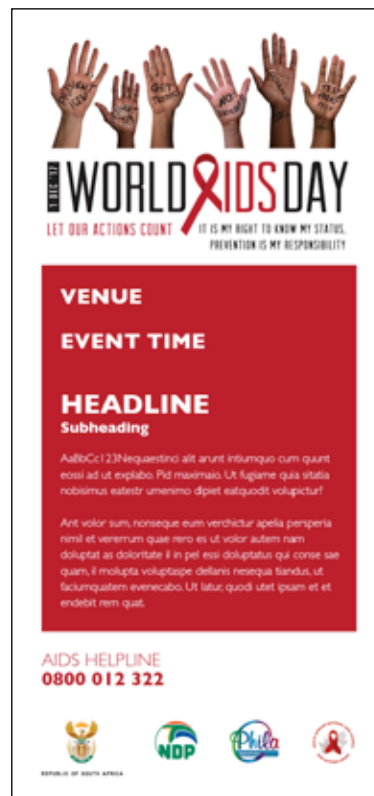 GET
NO
1 DEC '17
WORLD AIDS DAY
LET OUR ACTIONS COUNT
IT IS MY RIGHT TO KNOW MY STATUS,
PREVENTION IS MY RESPONSIBILITY
VENUE
EVENT TIME
HEADLINE
Subheading
AaBbCc123Nequaestinci alit arunt intiumquo cum quunt
eossi ad ut explabo. Pid maximaio. Ut fugiame quia sitatia
nobisimus eatestr umenimo dipiet eatquodit volupictur?
Ant volor sum, nonseque eum verchictur apelia persperia
nimil et vererrum quae rero es ut volor autem nam
doluptat as doloritate il in pel essi doluptatus qui conse sae
quam, il molupta voluptaspe dellanis nesequa tiandus, ut
faciumquatem evenecabo. Ut latur, quodi utet ipsam et et
endebit rem quat.
AIDS HELPLINE
0800 012 322
REPUBLIC OF SOUTH AFRICA
NDP
Phila